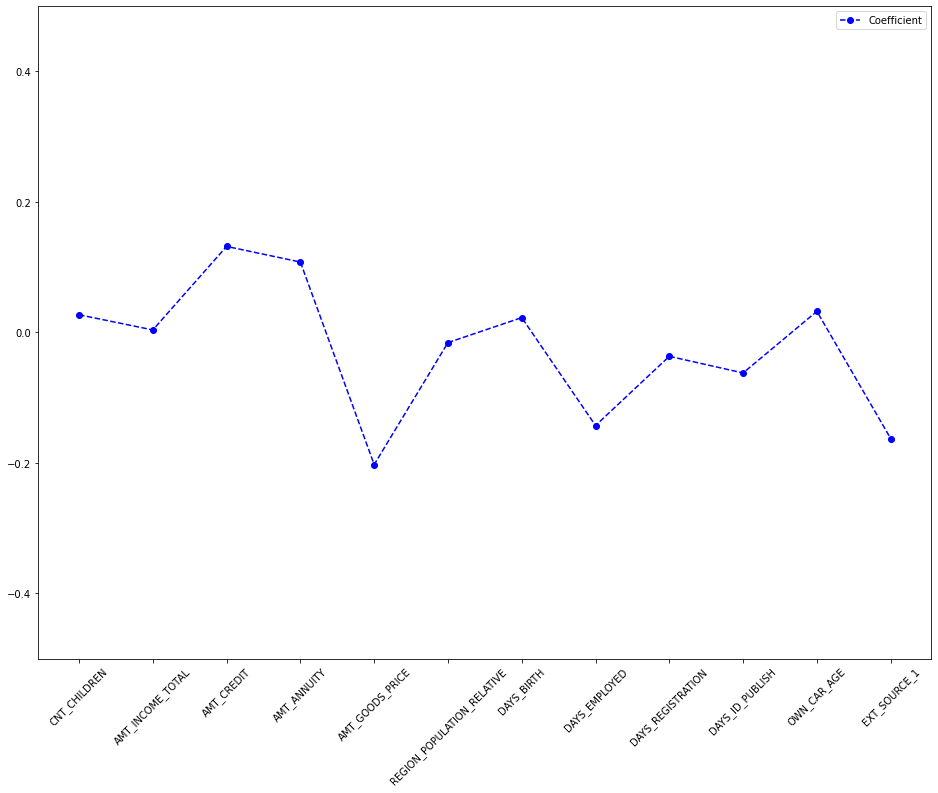 Coefficient
0.4
0.2
0.0
−0.2
−0.4
CNT_CHILDREN
AMT_INCOME_TOTAL
AMT_CREDIT
AMT_ANNUITY
AMT_GOODS_PRICE
REGION_POPULATION_RELATIVE
DAYS_BIRTH
DAYS_EMPLOYED
DAYS_REGISTRATION
DAYS_ID_PUBLISH
OWN_CAR_AGE
EXT_SOURCE_1